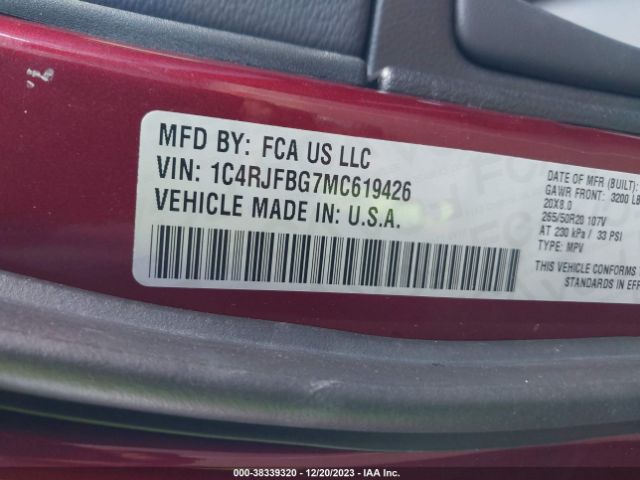 MFD BY: FCA US LLC
VIN: 1C4RJFBG7MC619426
VEHICLE MADE IN: U.S.A.
DATE OF MFR (BUILT):
GAWR FRONT: 3200 LB
20X8.0
265/50R20 107V
AT 230 kPa / 33 PSI
TYPE: MPV
THIS VEHICLE CONFORMS
STANDARDS IN EFF
000-38339320 - 12/20/2023 - IAA Inc.